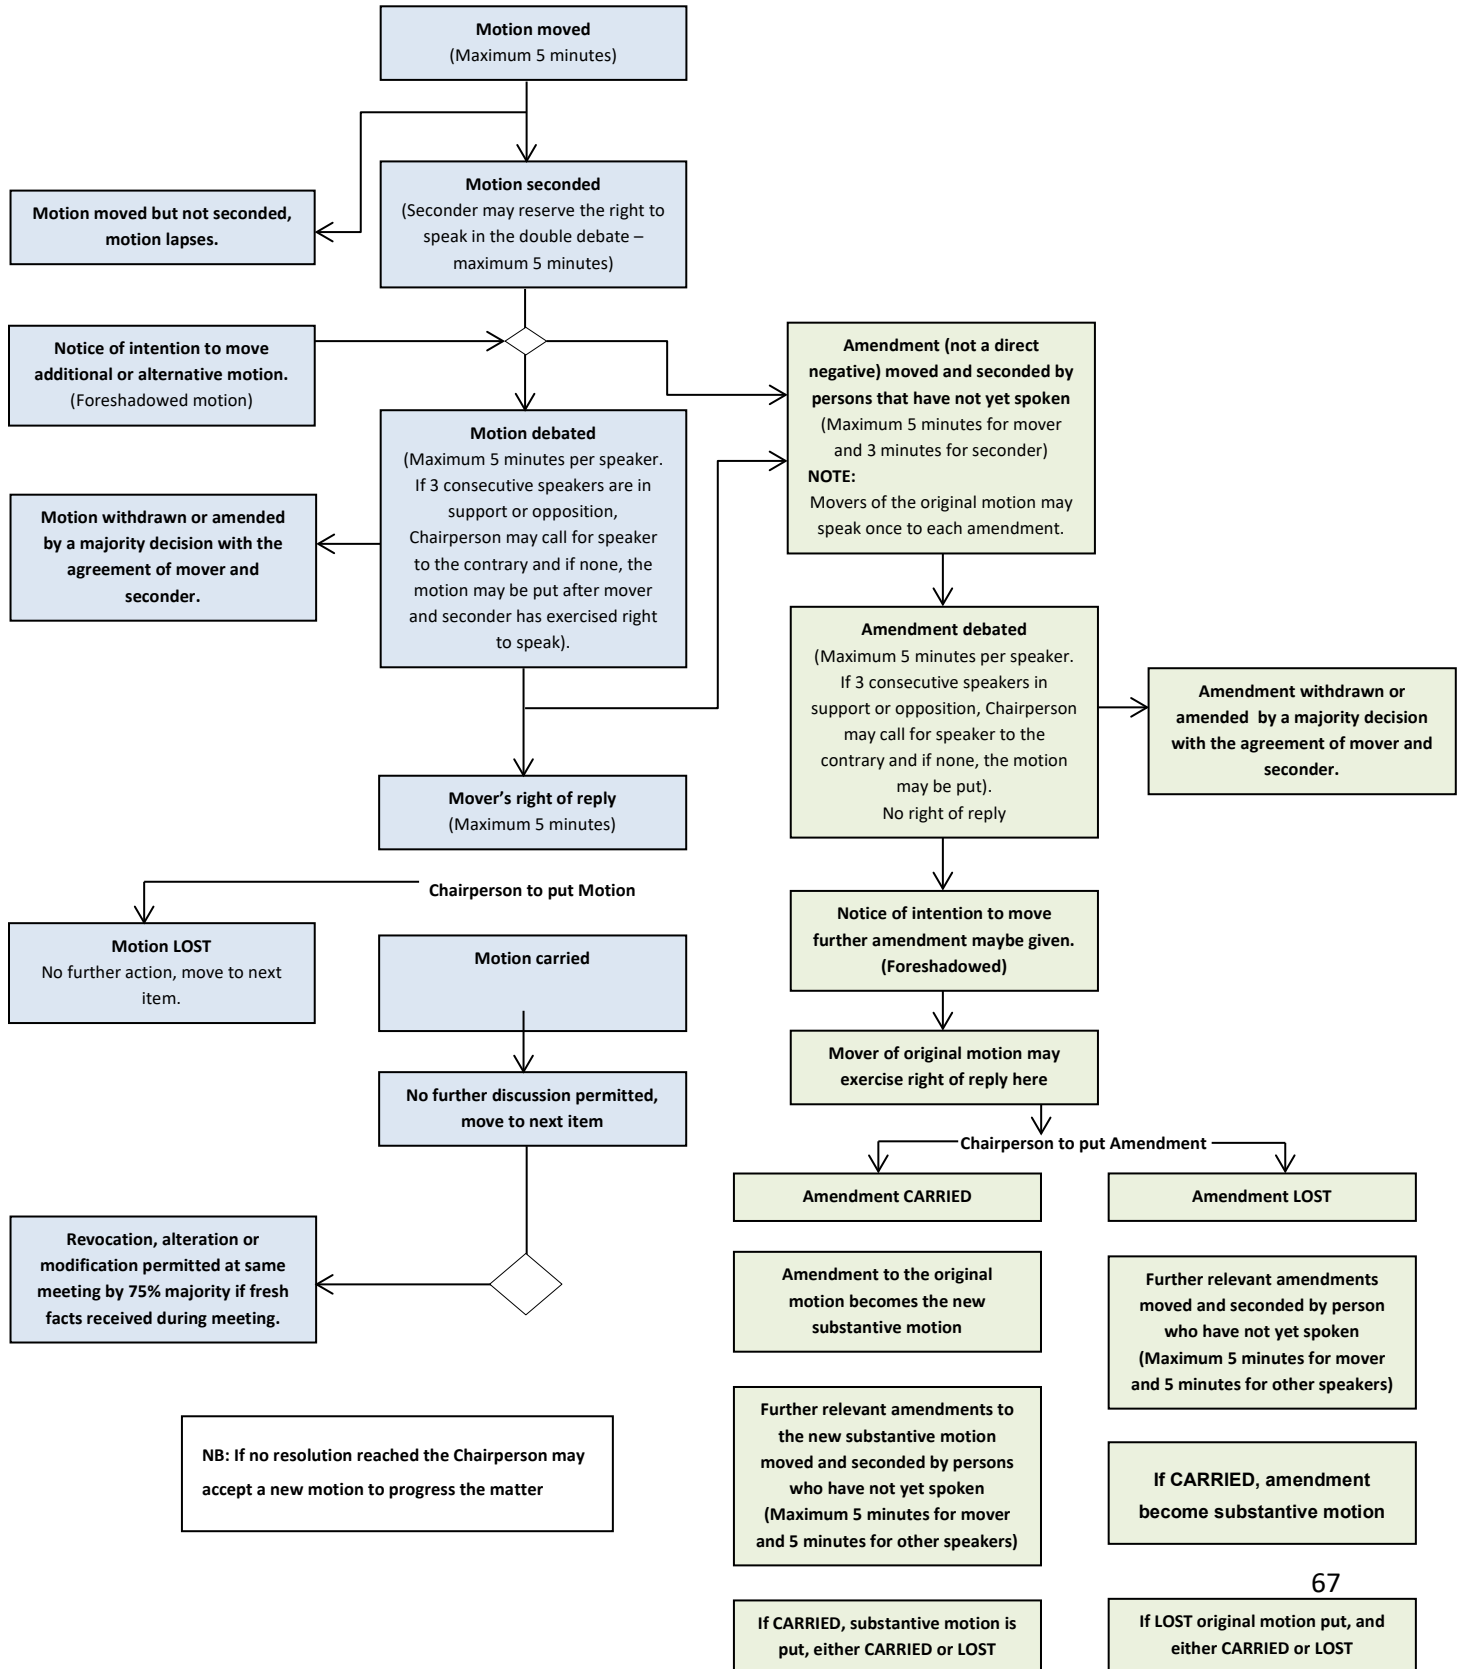 Motion moved
(Maximum 5 minutes)
Motion seconded
(Seconder may reserve the right to
speak in the double debate –
maximum 5 minutes)
Motion moved but not seconded,
motion lapses.
Notice of intention to move
additional or alternative motion.
(Foreshadowed motion)
Motion debated
(Maximum 5 minutes per speaker.
If 3 consecutive speakers are in
support or opposition,
Chairperson may call for speaker
to the contrary and if none, the
motion may be put after mover
and seconder has exercised right
to speak).
Motion withdrawn or amended
by a majority decision with the
agreement of mover and
seconder.
Mover’s right of reply
(Maximum 5 minutes)
Chairperson to put Motion
Motion LOST
No further action, move to next
item.
Motion carried
No further discussion permitted,
move to next item
Revocation, alteration or
modification permitted at same
meeting by 75% majority if fresh
facts received during meeting.
NB: If no resolution reached the Chairperson may
accept a new motion to progress the matter
Amendment (not a direct
negative) moved and seconded by
persons that have not yet spoken
(Maximum 5 minutes for mover
and 3 minutes for seconder)
NOTE:
Movers of the original motion may
speak once to each amendment.
Amendment debated
(Maximum 5 minutes per speaker.
If 3 consecutive speakers in
support or opposition, Chairperson
may call for speaker to the
contrary and if none, the motion
may be put).
No right of reply
Amendment withdrawn or
amended by a majority decision
with the agreement of mover and
seconder.
Notice of intention to move
further amendment maybe given.
(Foreshadowed)
Mover of original motion may
exercise right of reply here
Chairperson to put Amendment
Amendment CARRIED
Amendment to the original
motion becomes the new
substantive motion
Further relevant amendments to
the new substantive motion
moved and seconded by persons
who have not yet spoken
(Maximum 5 minutes for mover
and 5 minutes for other speakers)
If CARRIED, substantive motion is
put, either CARRIED or LOST
Amendment LOST
Further relevant amendments
moved and seconded by person
who have not yet spoken
(Maximum 5 minutes for mover
and 5 minutes for other speakers)
If CARRIED, amendment
become substantive motion
67
If LOST original motion put, and
either CARRIED or LOST